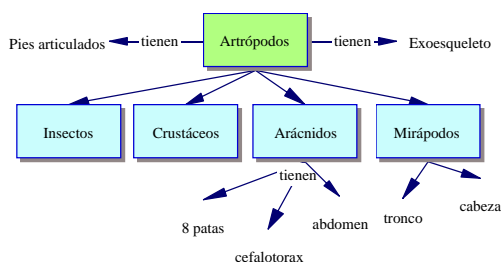 Pies articulados
tienen
Artrópodos
tienen
Exoesqueleto
Insectos
Crustáceos
Arácnidos
Mirápodos
tienen
8 patas
cefalotorax
abdomen
tronco
cabeza